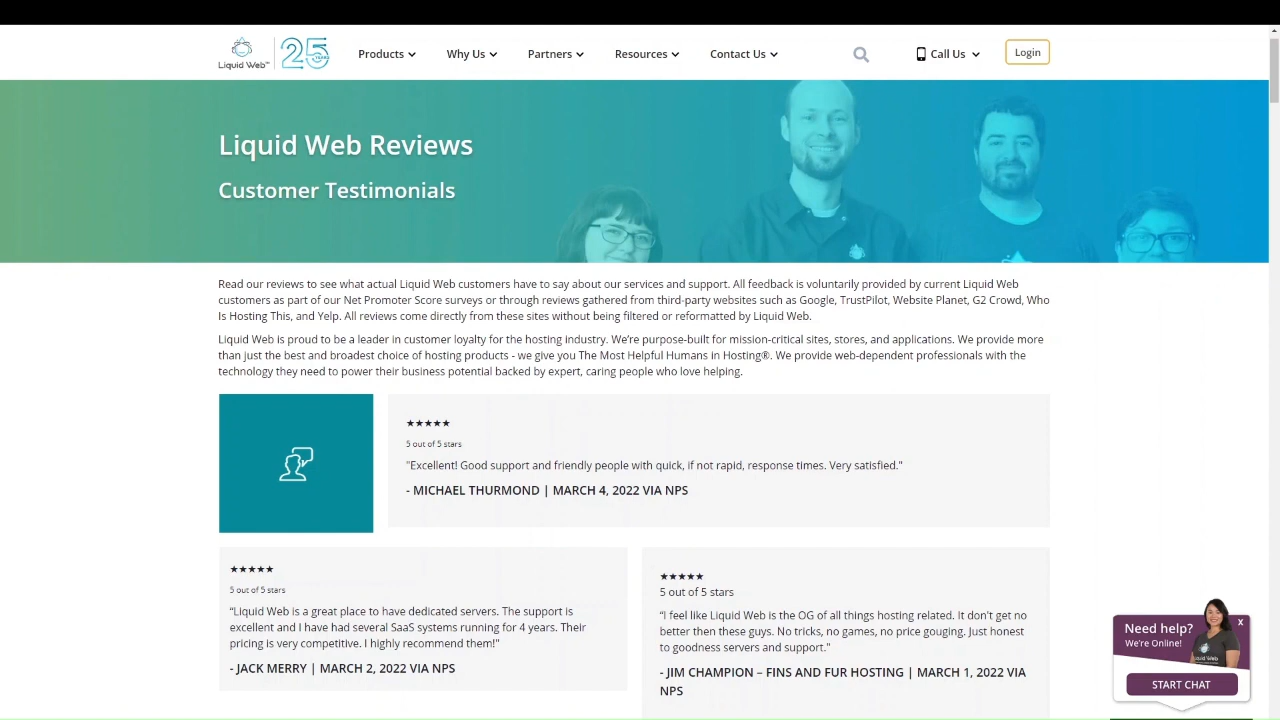 Liquid Web™
25
YEARS
Products
Why Us
Partners
Resources
Contact Us
Call Us
Login
Liquid Web Reviews
Customer Testimonials
Read our reviews to see what actual Liquid Web customers have to say about our services and support. All feedback is voluntarily provided by current Liquid Web
customers as part of our Net Promoter Score surveys or through reviews gathered from third-party websites such as Google, TrustPilot, Website Planet, G2 Crowd, Who
Is Hosting This, and Yelp. All reviews come directly from these sites without being filtered or reformatted by Liquid Web.
Liquid Web is proud to be a leader in customer loyalty for the hosting industry. We’re purpose-built for mission-critical sites, stores, and applications. We provide more
than just the best and broadest choice of hosting products - we give you The Most Helpful Humans in Hosting®. We provide web-dependent professionals with the
technology they need to power their business potential backed by expert, caring people who love helping.
★★★★★
5 out of 5 stars
"Excellent! Good support and friendly people with quick, if not rapid, response times. Very satisfied."
- MICHAEL THURMOND | MARCH 4, 2022 VIA NPS
★★★★★
5 out of 5 stars
“Liquid Web is a great place to have dedicated servers. The support is
excellent and I have had several SaaS systems running for 4 years. Their
pricing is very competitive. I highly recommend them!"
- JACK MERRY | MARCH 2, 2022 VIA NPS
★★★★★
5 out of 5 stars
“I feel like Liquid Web is the OG of all things hosting related. It don't get no
better then these guys. No tricks, no games, no price gouging. Just honest
to goodness servers and support."
- JIM CHAMPION – FINS AND FUR HOSTING | MARCH 1, 2022 VIA
NPS
Need help?
X
We're Online!
Liquid Web
START CHAT